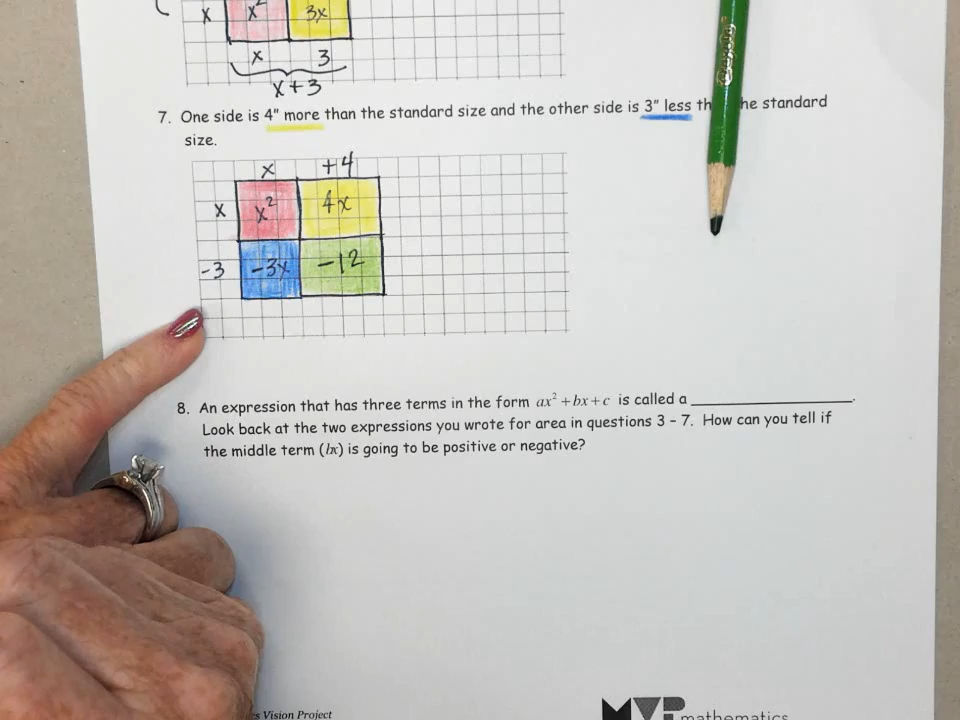 x x² 3x
x 3
x+3
7. One side is 4" more than the standard size and the other side is 3" less th he standard
size.
x +4
x x² 4x
-3 -3x -12
8. An expression that has three terms in the form ax² + bx + c is called a ____________.
Look back at the two expressions you wrote for area in questions 3 - 7. How can you tell if
the middle term (bx) is going to be positive or negative?
s Vision Project
MVP mathematics
Crayola